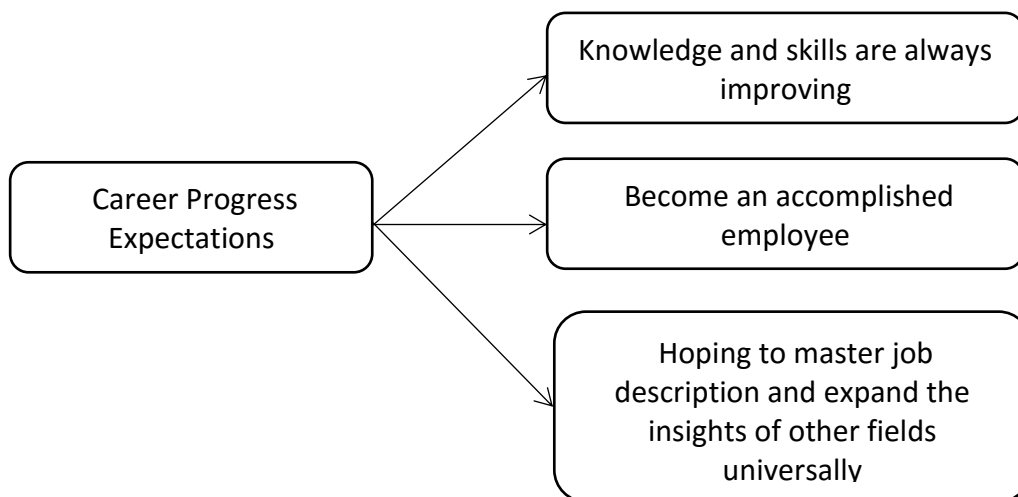 Knowledge and skills are always
improving
Career Progress
Expectations
Become an accomplished
employee
Hoping to master job
description and expand the
insights of other fields
universally